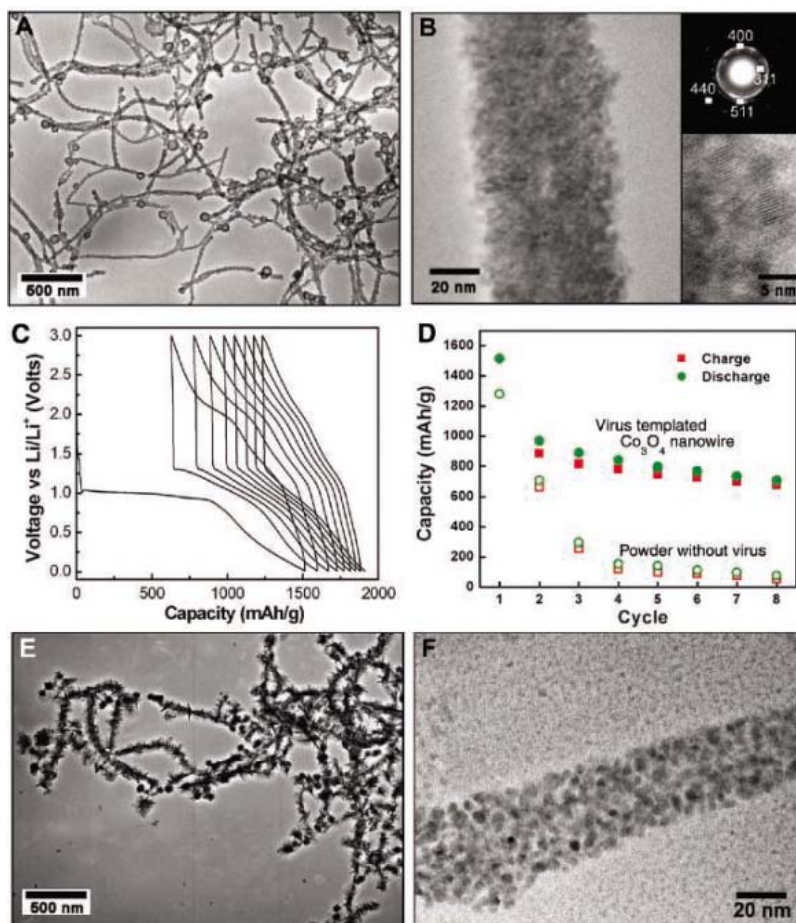 A
500 nm
B
20 nm
400
311
440
511
5 nm
C
Voltage vs Li/Li⁺ (Volts)
3.0
2.5
2.0
1.5
1.0
0.5
0.0
0
500
1000
1500
2000
Capacity (mAh/g)
D
Capacity (mAh/g)
1600
1400
1200
1000
800
600
400
200
0
Charge
Discharge
Virus templated
Co₃O₄ nanowire
Powder without virus
1 2 3 4 5 6 7 8
Cycle
E
500 nm
F
20 nm